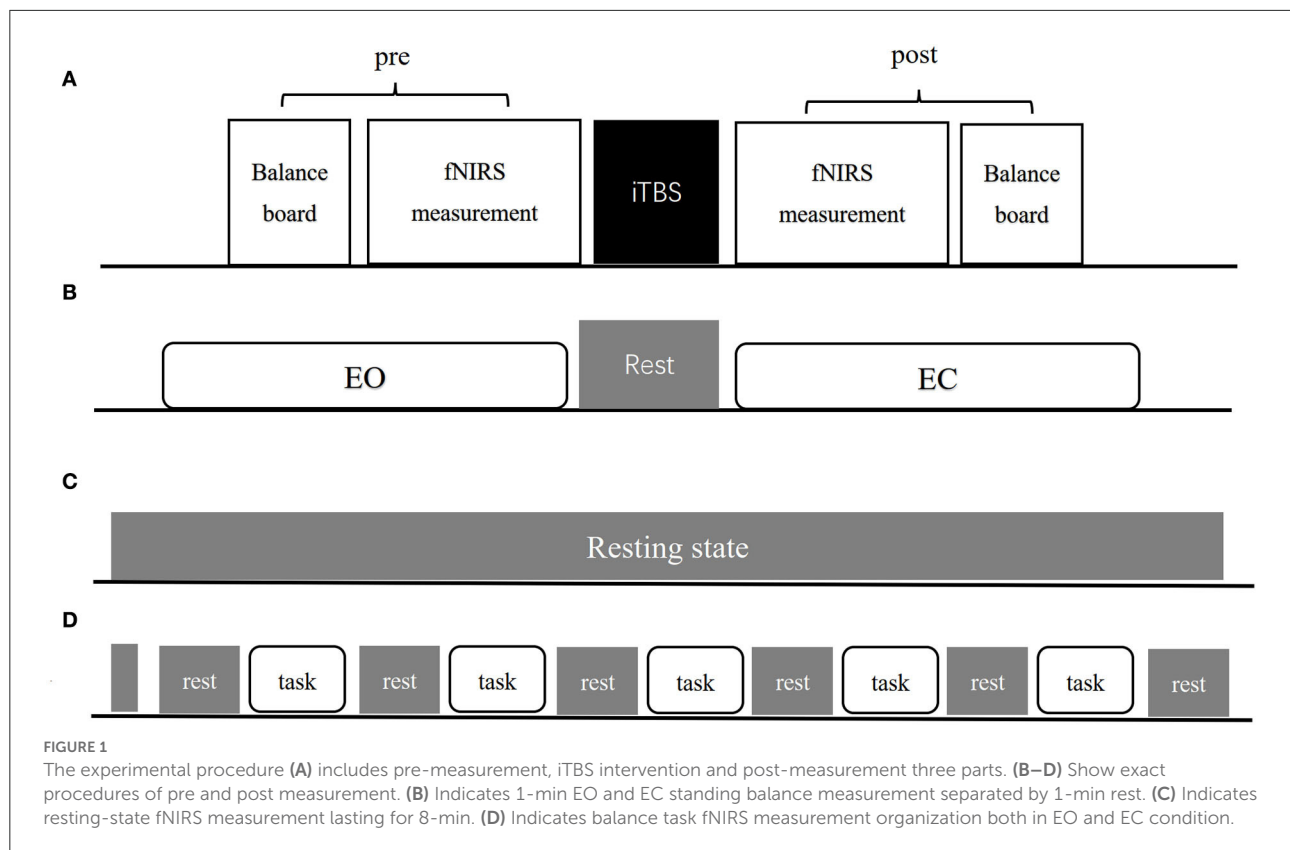 A
pre
post
Balance
board
fNIRS
measurement
iTBS
fNIRS
measurement
Balance
board
B
EO
Rest
EC
C
Resting state
D
rest
task
rest
task
rest
task
rest
task
rest
task
rest
FIGURE 1
The experimental procedure (A) includes pre-measurement, iTBS intervention and post-measurement three parts. (B–D) Show exact
procedures of pre and post measurement. (B) Indicates 1-min EO and EC standing balance measurement separated by 1-min rest. (C) Indicates
resting-state fNIRS measurement lasting for 8-min. (D) Indicates balance task fNIRS measurement organization both in EO and EC condition.